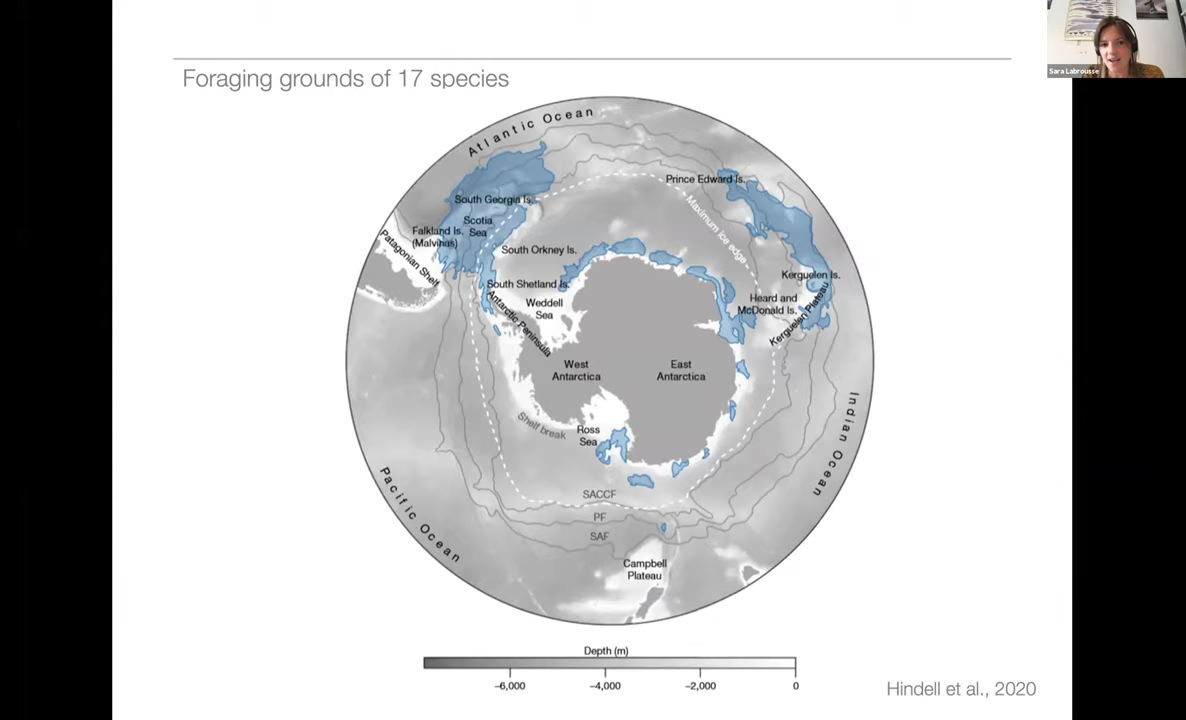 Sara Labrousse
Foraging grounds of 17 species
Atlantic Ocean
Prince Edward Is.
South Georgia Is.
Maximum ice edge
Scotia
Sea
Falkland Is.
(Malvinas)
Patagonian Shelf
South Orkney Is.
Kerguelen Is.
South Shetland Is.
Antarctic Peninsula
Weddell
Sea
Heard and
McDonald Is.
Kerguelen Plateau
West
Antarctica
East
Antarctica
Indian Ocean
Shelf break
Ross
Sea
Pacific Ocean
SACCF
PF
SAF
Campbell
Plateau
Depth (m)
–6,000 –4,000 –2,000 0
Hindell et al., 2020